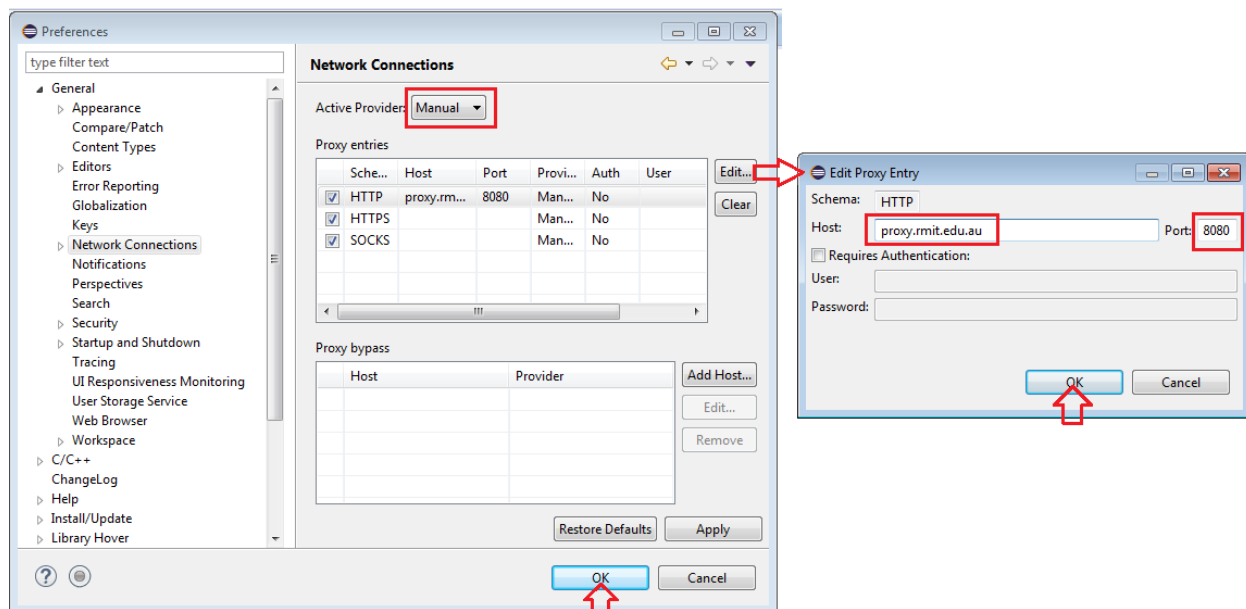 Preferences
type filter text
General
Appearance
Compare/Patch
Content Types
Editors
Error Reporting
Globalization
Keys
Network Connections
Notifications
Perspectives
Search
Security
Startup and Shutdown
Tracing
UI Responsiveness Monitoring
User Storage Service
Web Browser
Workspace
C/C++
ChangeLog
Help
Install/Update
Library Hover
Network Connections
Active Provider: Manual
Proxy entries
Sche... Host Port Provi... Auth User
HTTP proxy.rm... 8080 Man... No
HTTPS Man... No
SOCKS Man... No
Edit...
Clear
Proxy bypass
Host Provider
Add Host...
Edit...
Remove
Restore Defaults Apply
OK Cancel
Edit Proxy Entry
Schema: HTTP
Host: proxy.rmit.edu.au Port: 8080
Requires Authentication:
User:
Password:
OK Cancel